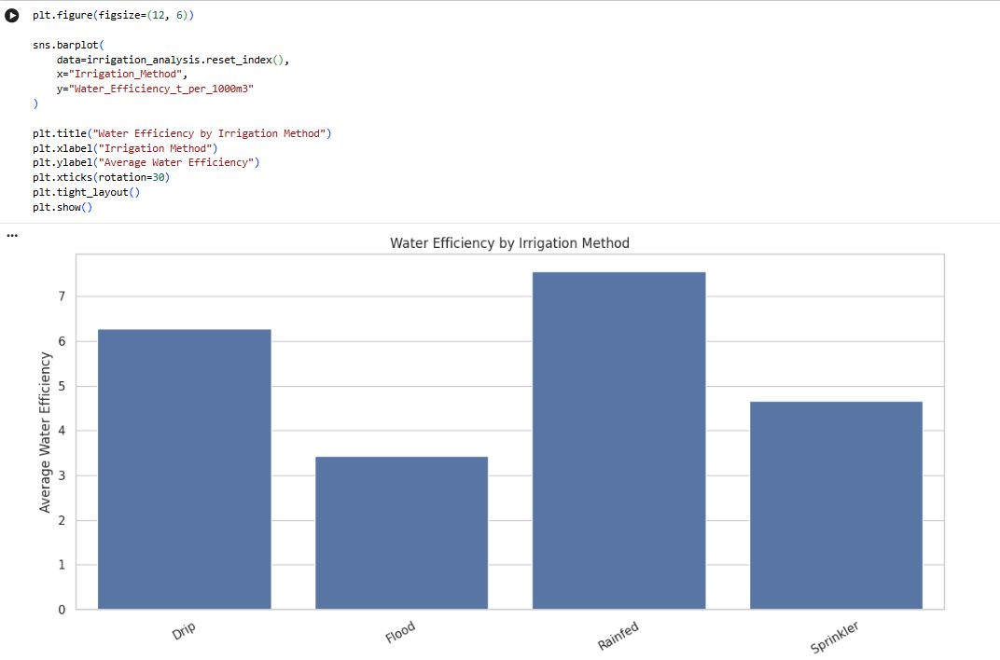 plt.figure(figsize=(12, 6))
sns.barplot(
data=irrigation_analysis.reset_index(),
x="Irrigation_Method",
y="Water_Efficiency_t_per_1000m3"
)
plt.title("Water Efficiency by Irrigation Method")
plt.xlabel("Irrigation Method")
plt.ylabel("Average Water Efficiency")
plt.xticks(rotation=30)
plt.tight_layout()
plt.show()
...
Water Efficiency by Irrigation Method
Average Water Efficiency
7
6
5
4
3
2
1
0
Drip
Flood
Rainfed
Sprinkler